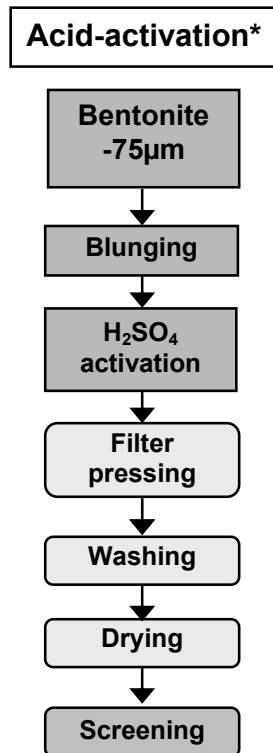 Acid-activation*
Bentonite
-75µm
Blunging
H₂SO₄
activation
Filter
pressing
Washing
Drying
Screening